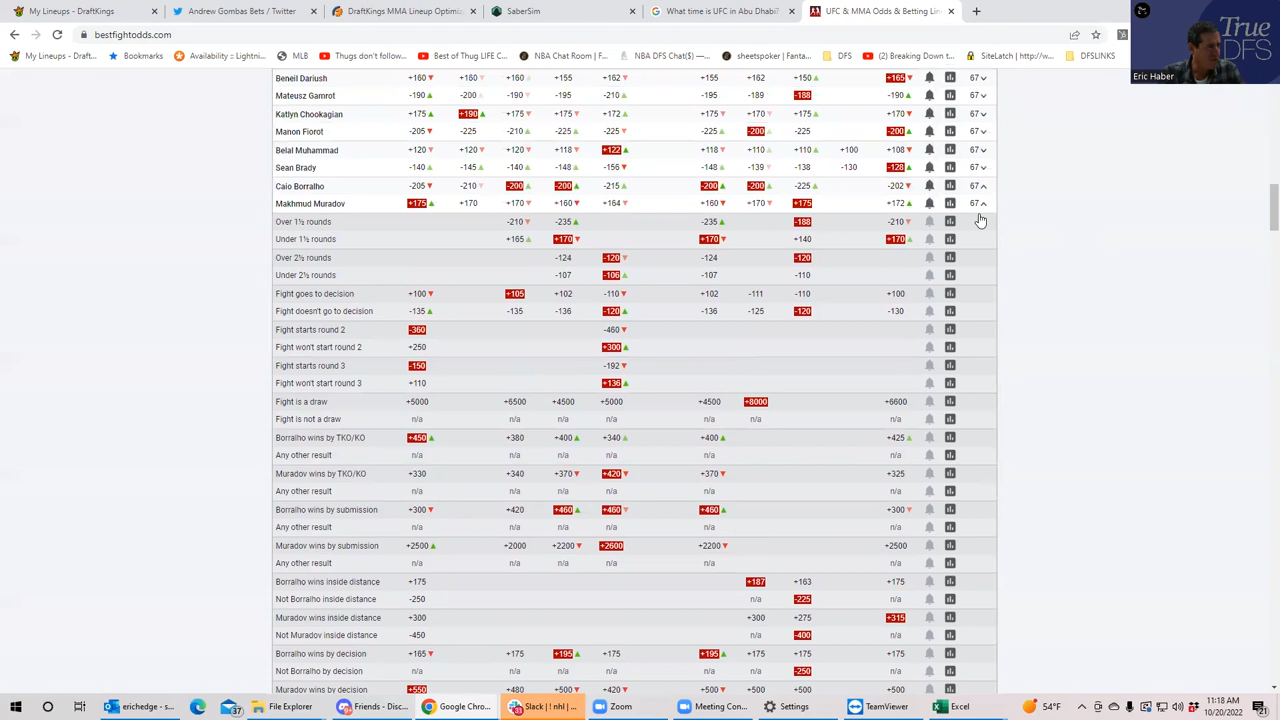 My Lineups - DraftKings
Andrew Gombas Bets / Twitter
DraftKings MMA Lineup Optimiz
SaberSim
What time is UFC in Abu Dhabi?
UFC & MMA Odds & Betting Lin
bestfightodds.com
My Lineups - Draft...
Bookmarks
Availability :: Lightni...
MLB
Thugs don't follow...
Best of Thug LIFE C...
NBA Chat Room | F...
NBA DFS Chat($) —...
sheetspoker | Fanta...
DFS
(2) Breaking Down t...
SiteLatch | http://w...
DFSLINKS
True
DFS
Eric Haber
Beneil Dariush +160 +160 +160 +155 +162 +155 +162 +150 +165 67
Mateusz Gamrot -190 -200 -190 -195 -210 -195 -189 -188 -190 67
Katlyn Chookagian +175 +190 +175 +175 +172 +175 +170 +175 +170 67
Manon Fiorot -205 -225 -210 -225 -225 -225 -200 -225 -200 67
Belal Muhammad +120 +120 +120 +118 +122 +118 +110 +110 +100 +108 67
Sean Brady -140 -145 -140 -148 -156 -148 -139 -138 -130 -128 67
Caio Borralho -205 -210 -200 -200 -215 -200 -200 -225 -202 67
Makhmud Muradov +175 +170 +170 +160 +164 +160 +170 +175 +172 67
Over 1½ rounds -210 -235 -235 -188 -210
Under 1½ rounds +165 +170 +170 +140 +170
Over 2½ rounds -124 -120 -124 -120
Under 2½ rounds -107 -106 -107 -110
Fight goes to decision +100 +105 +102 -110 +102 -111 -110 +100
Fight doesn't go to decision -135 -135 -136 -120 -136 -125 -120 -130
Fight starts round 2 -360 -460
Fight won't start round 2 +250 +300
Fight starts round 3 -150 -192
Fight won't start round 3 +110 +136
Fight is a draw +5000 +6500 +4500 +5000 +4500 +8000 +6600
Fight is not a draw n/a n/a n/a n/a n/a n/a n/a
Borralho wins by TKO/KO +450 +380 +400 +340 +400 +425
Any other result n/a n/a n/a n/a n/a n/a
Muradov wins by TKO/KO +330 +340 +370 +420 +370 +325
Any other result n/a n/a n/a n/a n/a n/a
Borralho wins by submission +300 +420 +460 +460 +460 +300
Any other result n/a n/a n/a n/a n/a n/a
Muradov wins by submission +2500 +2000 +2200 +2600 +2200 +2500
Any other result n/a n/a n/a n/a n/a n/a
Borralho wins inside distance +175 +187 +163 +175
Not Borralho inside distance -250 n/a -225 n/a
Muradov wins inside distance +300 +300 +275 +315
Not Muradov inside distance -450 n/a -400 n/a
Borralho wins by decision +165 +175 +195 +175 +195 +175 +175 +175
Not Borralho by decision n/a n/a n/a n/a n/a n/a -250 n/a
Muradov wins by decision +550 +480 +500 +420 +500 +500 +500 +500
erichedge - s...
37
File Explorer
Friends - Disc...
Google Chro...
Slack | ! nhl | ...
Zoom
Meeting Con...
Settings
TeamViewer
Excel
54°F
11:18 AM
10/20/2022
21